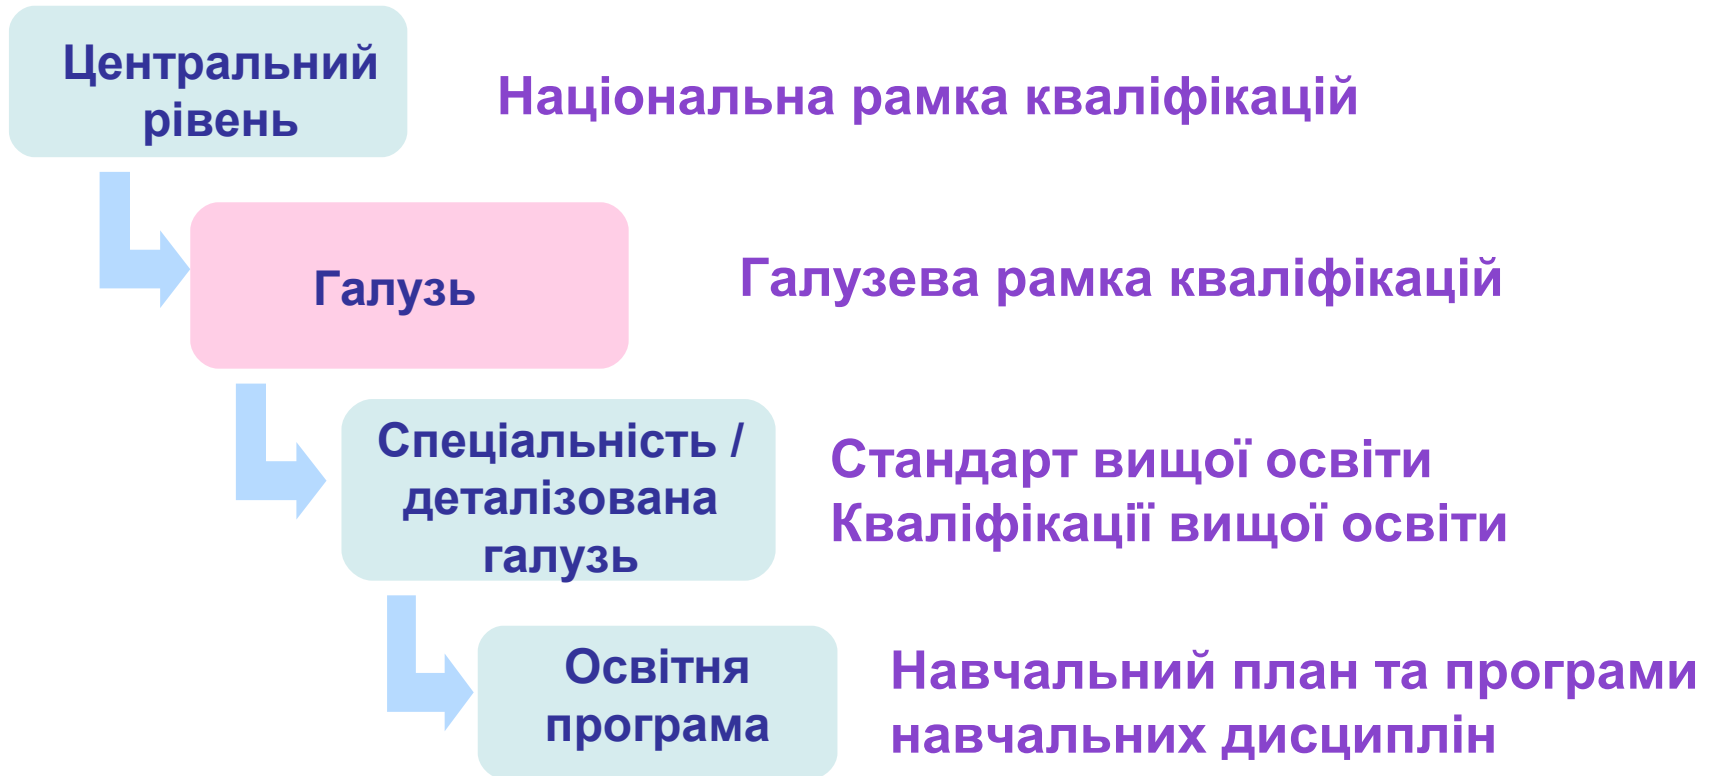 Центральний
рівень
Національна рамка кваліфікацій
Галузь
Галузева рамка кваліфікацій
Спеціальність /
деталізована
галузь
Стандарт вищої освіти
Кваліфікації вищої освіти
Освітня
програма
Навчальний план та програми
навчальних дисциплін